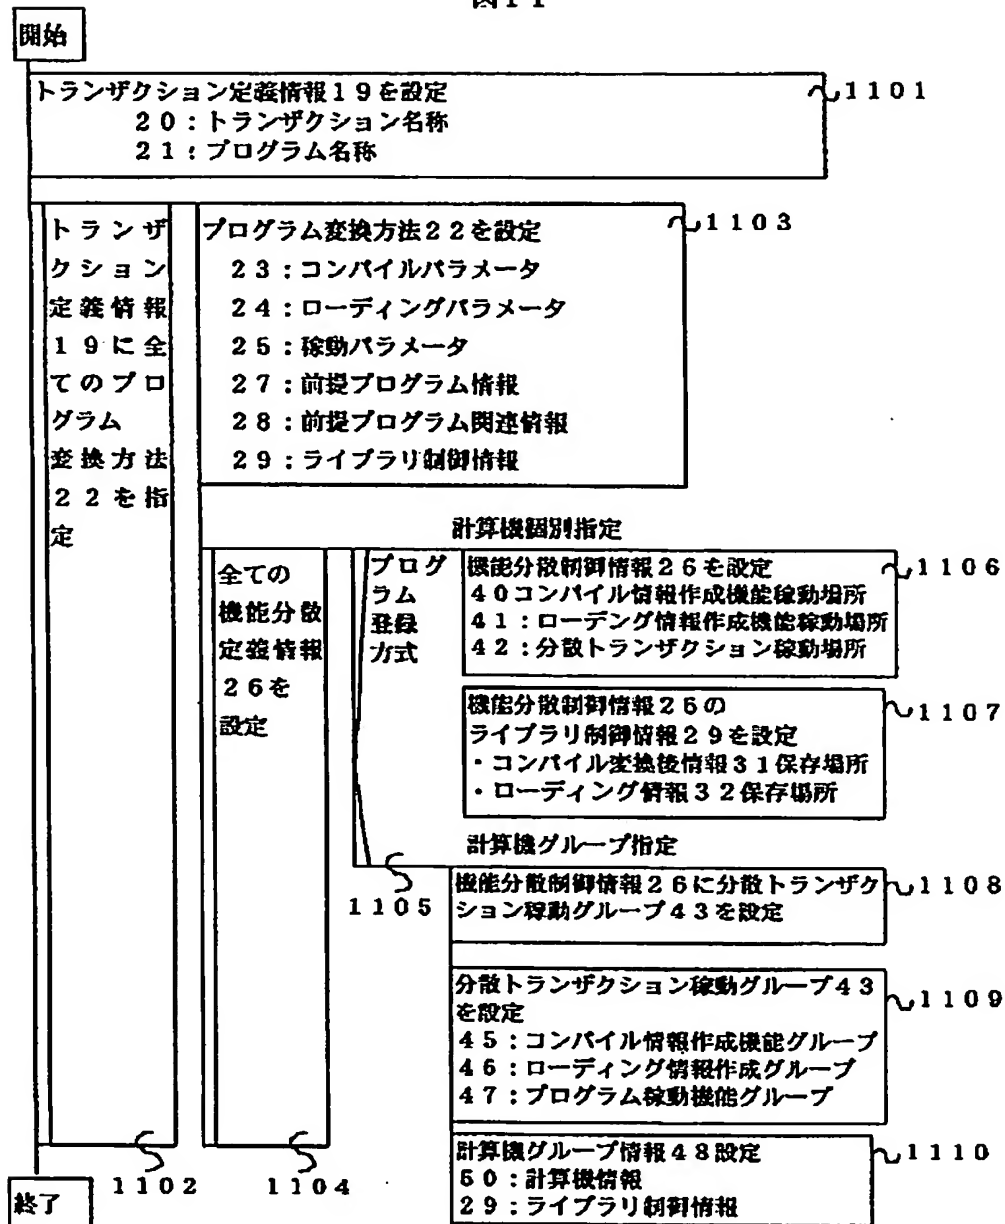 図11
開始
トランザクション定義情報19を設定
20:トランザクション名称
21:プログラム名称
1101
トランザ
クション
定義情報
19に全
てのプロ
グラム
変換方法
22を指
定
プログラム変換方法22を設定
23:コンパイルパラメータ
24:ローディングパラメータ
25:稼動パラメータ
27:前提プログラム情報
28:前提プログラム関連情報
29:ライブラリ制御情報
1103
計算機個別指定
全ての
機能分散
定義情報
26を
設定
プログ
ラム
登録
方式
機能分散制御情報26を設定
40コンパイル情報作成機能稼動場所
41:ローデング情報作成機能稼動場所
42:分散トランザクション稼動場所
1106
機能分散制御情報26の
ライブラリ制御情報29を設定
・コンパイル変換後情報31保存場所
・ローディング情報32保存場所
1107
計算機グループ指定
1105
機能分散制御情報26に分散トランザク
ション稼動グループ43を設定
1108
分散トランザクション稼動グループ43
を設定
45:コンパイル情報作成機能グループ
46:ローディング情報作成グループ
47:プログラム稼動機能グループ
1109
計算機グループ情報48設定
50:計算機情報
29:ライブラリ制御情報
1110
1102
1104
終了